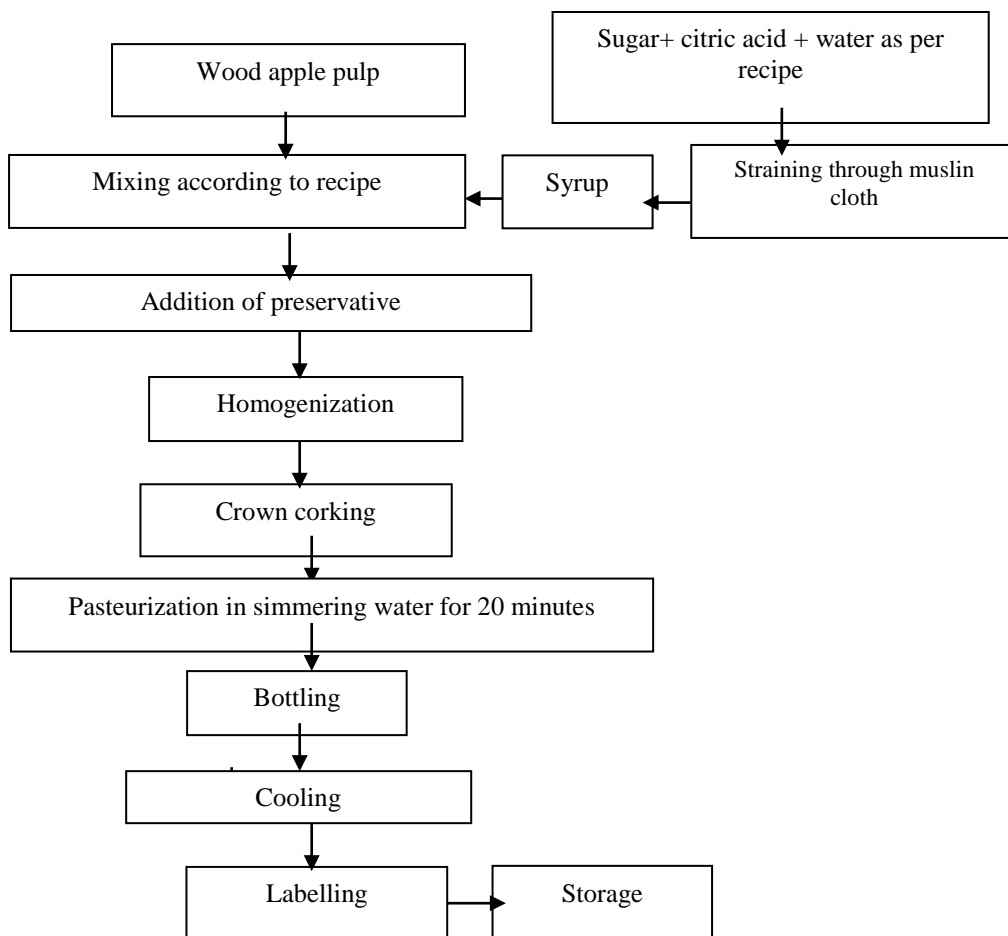 Sugar+ citric acid + water as per
recipe
Wood apple pulp
Straining through muslin
cloth
Syrup
Mixing according to recipe
Addition of preservative
Homogenization
Crown corking
Pasteurization in simmering water for 20 minutes
Bottling
Cooling
Labelling
Storage